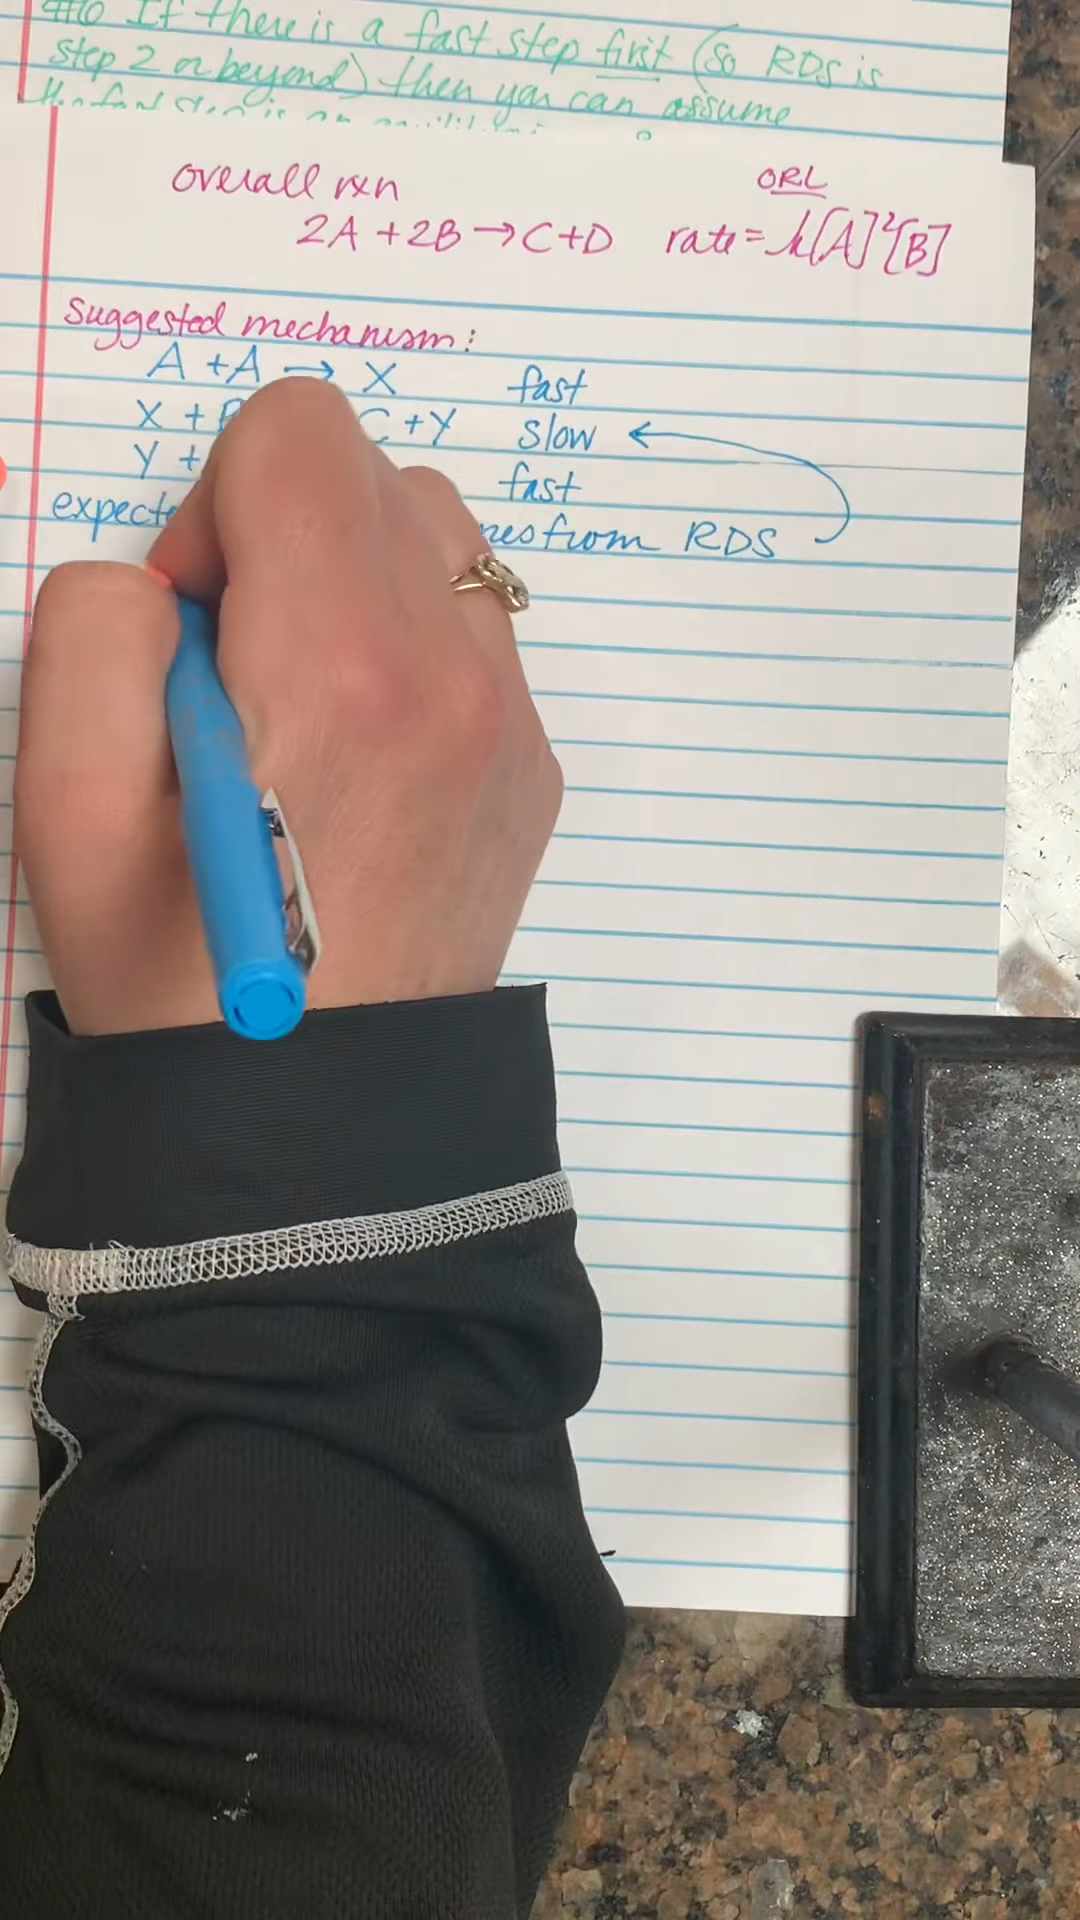 #6 If there is a fast step first (so RDS is
step 2 or beyond) then you can assume
overall rxn
ORL
2A + 2B → C + D rate = k[A]²[B]
Suggested mechanism:
A + A → X fast
X + B C + Y slow
Y + fast
from RDS